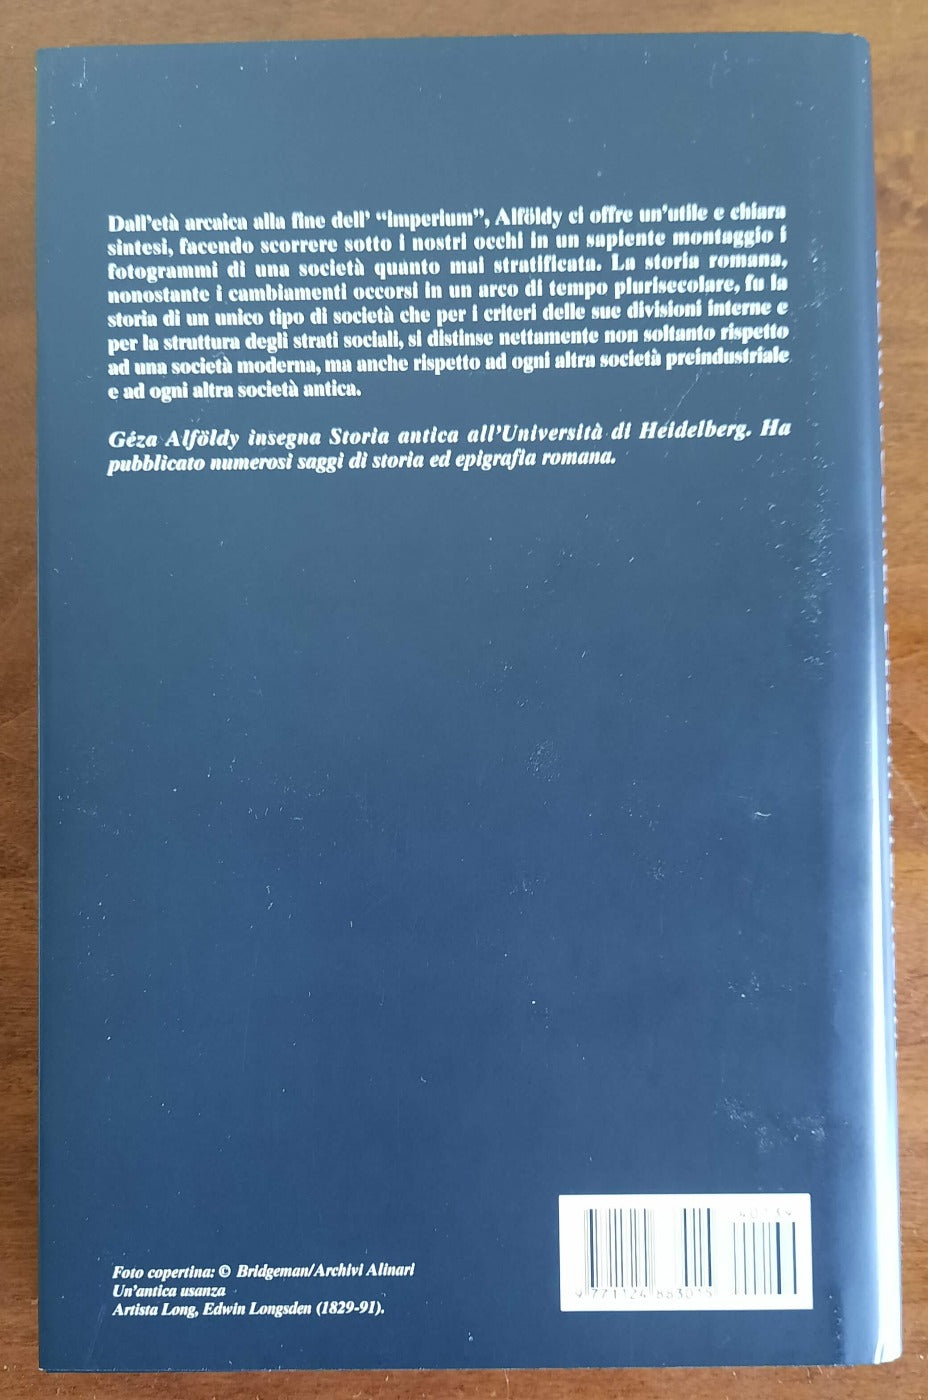 Dall'età arcaica alla fine dell' “imperium”, Alföldy ci offre un'utile e chiara
sintesi, facendo scorrere sotto i nostri occhi in un sapiente montaggio i
fotogrammi di una società quanto mai stratificata. La storia romana,
nonostante i cambiamenti occorsi in un arco di tempo plurisecolare, fu la
storia di un unico tipo di società che per i criteri delle sue divisioni interne e
per la struttura degli strati sociali, si distinse nettamente non soltanto rispetto
ad una società moderna, ma anche rispetto ad ogni altra società preindustriale
e ad ogni altra società antica.
Géza Alföldy insegna Storia antica all'Università di Heidelberg. Ha
pubblicato numerosi saggi di storia ed epigrafia romana.
40134
9 771124 883015
Foto copertina: © Bridgeman/Archivi Alinari
Un'antica usanza
Artista Long, Edwin Longsden (1829-91).